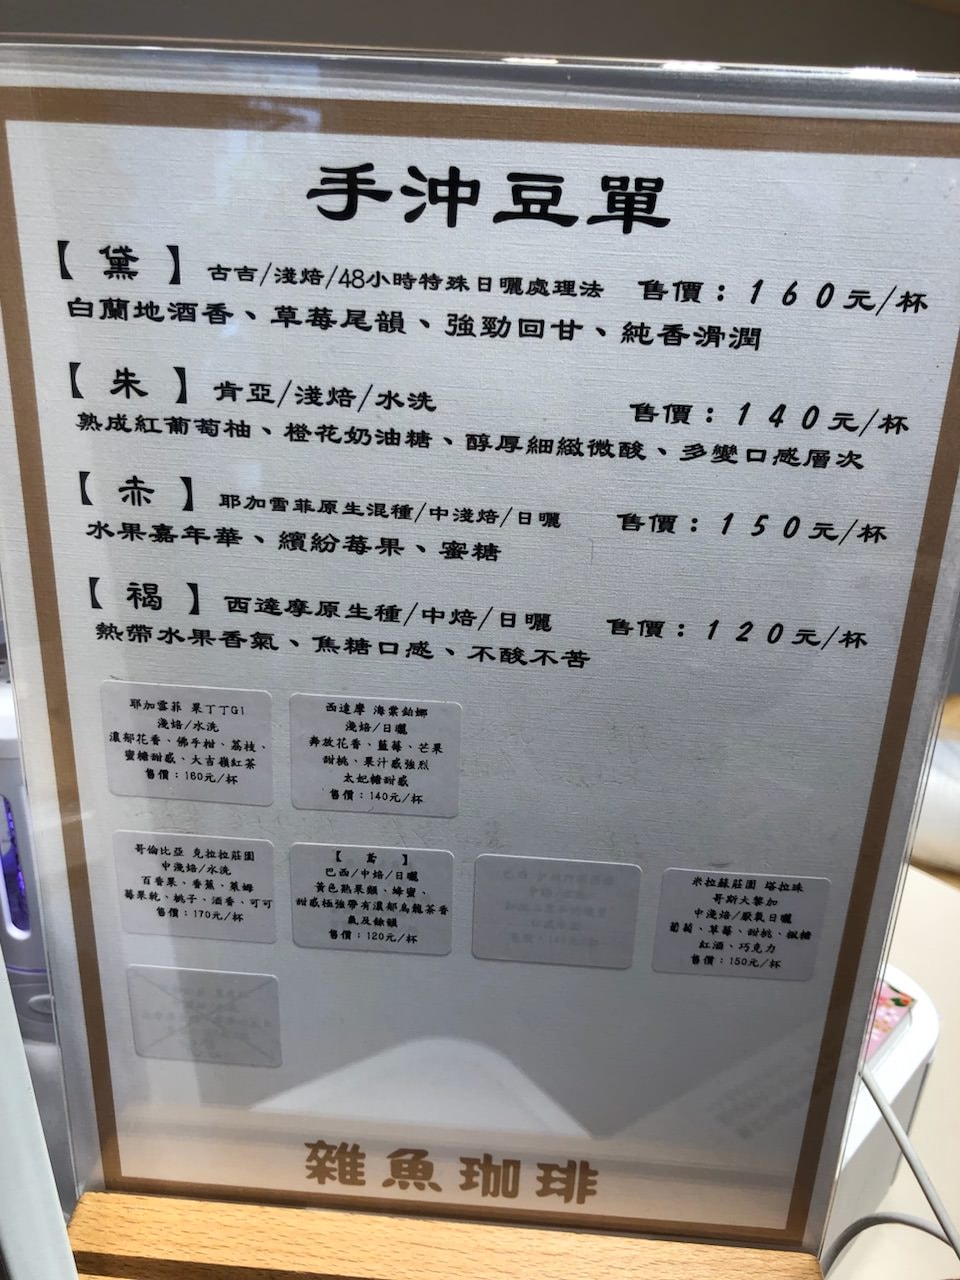 手沖豆單
【 黛 】 古吉/淺焙/48小時特殊日曬處理法 售價：160元/杯
白蘭地酒香、草莓尾韻、強勁回甘、純香滑潤
【 朱 】 肯亞/淺焙/水洗 售價：140元/杯
熟成紅葡萄柚、橙花奶油糖、醇厚細緻微酸、多變口感層次
【 赤 】 耶加雪菲原生混種/中淺焙/日曬 售價：150元/杯
水果嘉年華、繽紛莓果、蜜糖
【 褐 】 西達摩原生種/中焙/日曬 售價：120元/杯
熱帶水果香氣、焦糖口感、不酸不苦
耶加雪菲 果丁丁G1
淺焙/水洗
濃郁花香、佛手柑、荔枝、
蜜糖甜感、大吉嶺紅茶
售價：160元/杯
西達摩 海棠鉑娜
淺焙/日曬
奔放花香、藍莓、芒果
甜桃、果汁感強烈
太妃糖甜感
售價：140元/杯
哥倫比亞 克拉拉莊園
中淺焙/水洗
百香果、香蕉、萊姆
莓果乾、桃子、酒香、可可
售價：170元/杯
【 蔦 】
巴西/中焙/日曬
黃色熟果類、蜂蜜、
甜感極強帶有濃郁烏龍茶香
氣及餘韻
售價：120元/杯
米拉蘇莊園 塔拉珠
哥斯大黎加
中淺焙/厭氧日曬
葡萄、草莓、甜桃、楓糖
紅酒、巧克力
售價：150元/杯
雜魚珈琲